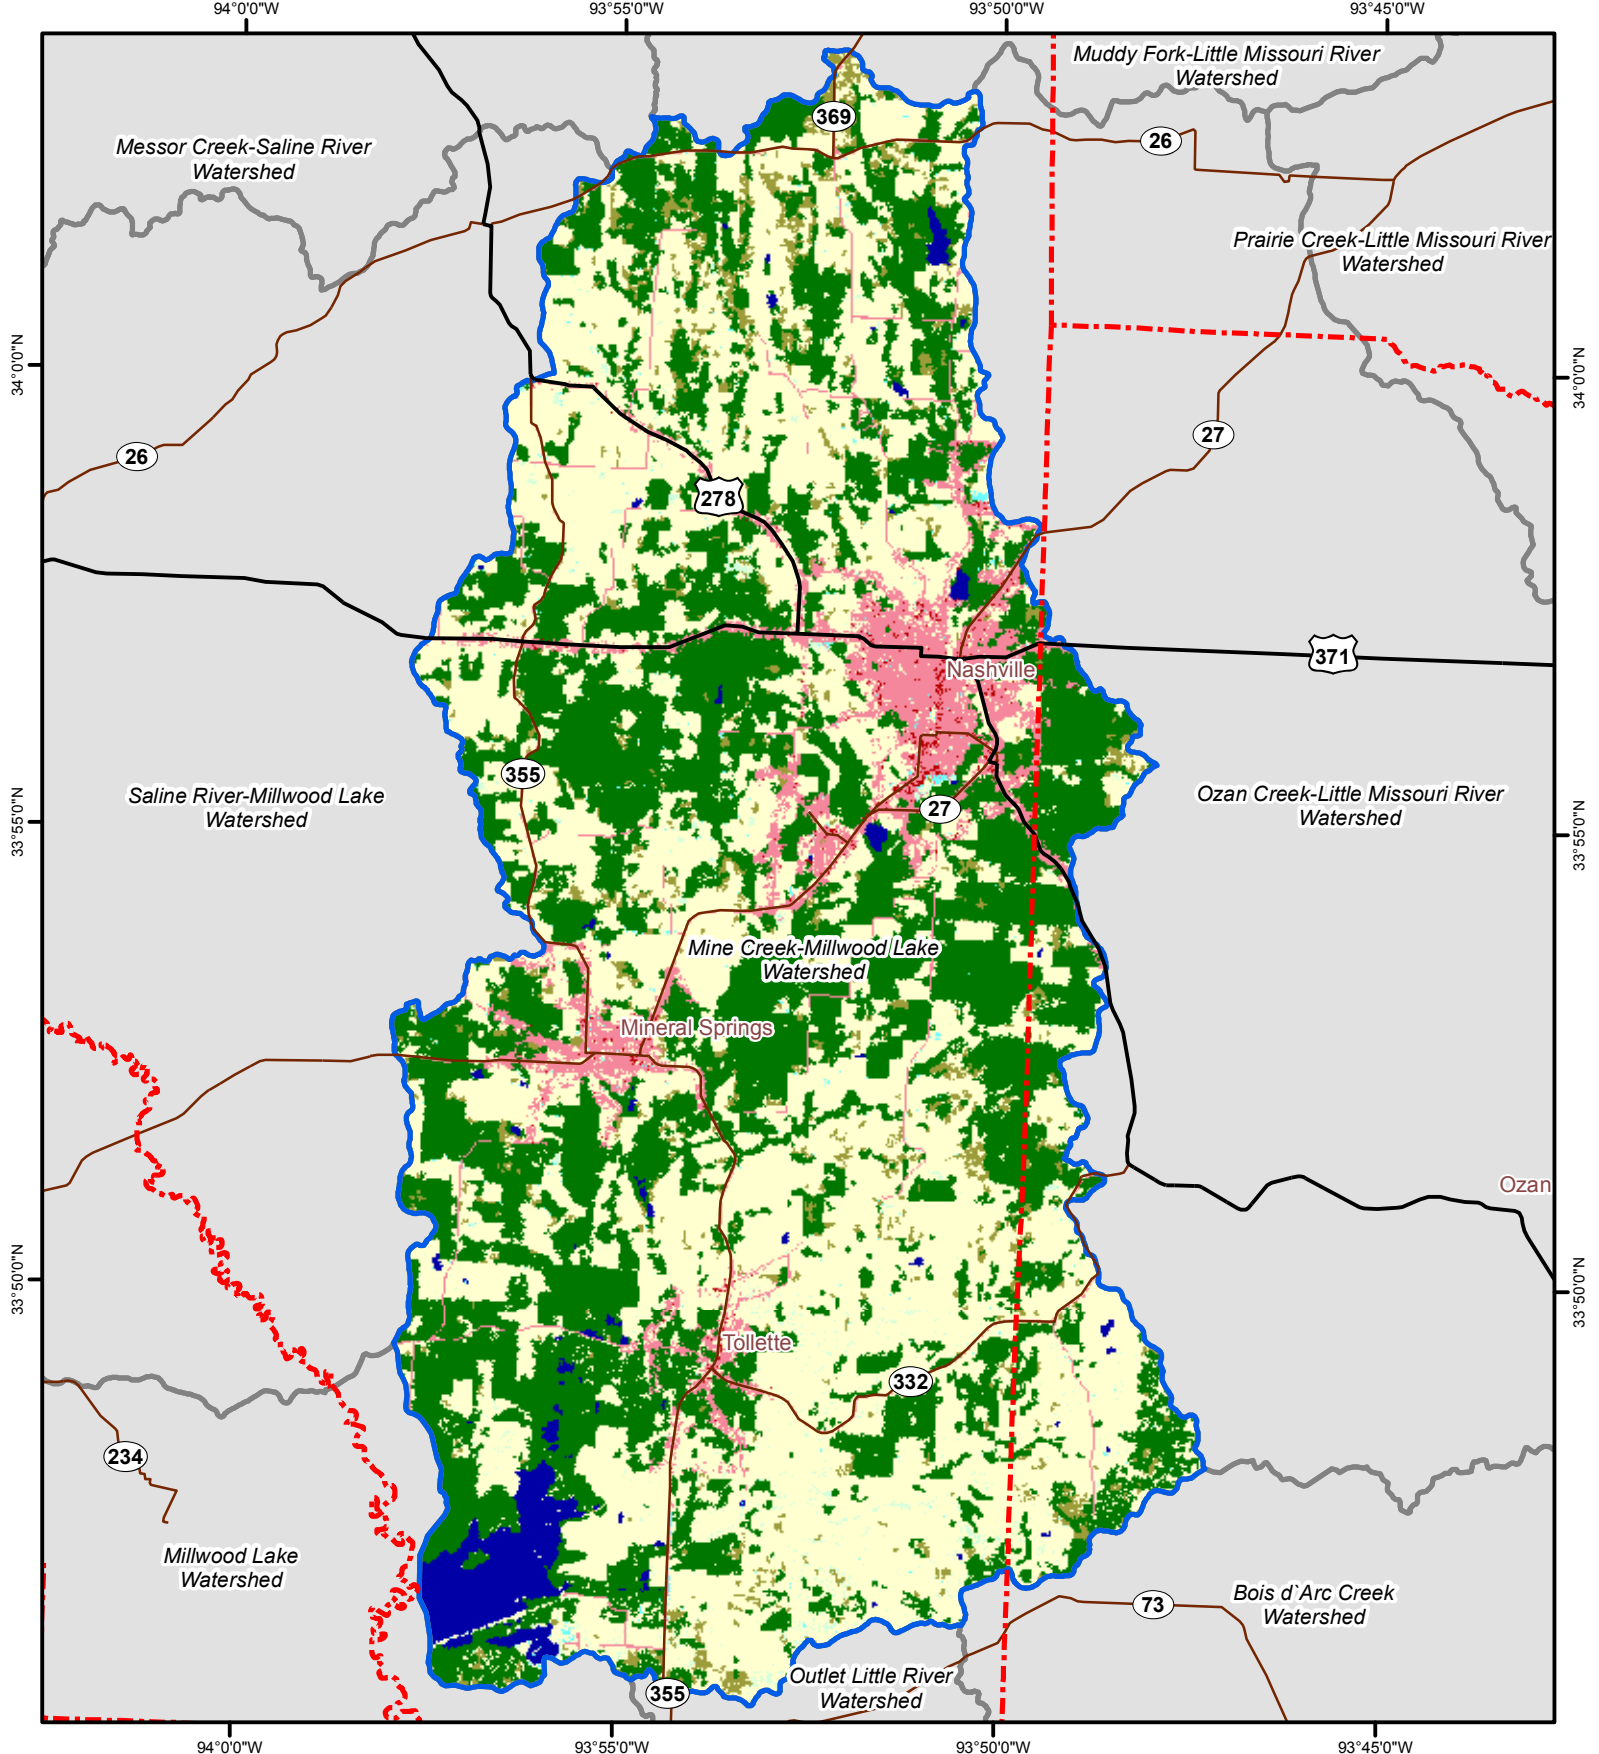 94°0'0"W
93°55'0"W
93°50'0"W
93°45'0"W
Muddy Fork-Little Missouri River
Watershed
369
26
Messor Creek-Saline River
Watershed
Prairie Creek-Little Missouri River
Watershed
34°0'0"N
34°0'0"N
27
26
278
371
Nashville
355
Saline River-Millwood Lake
Watershed
Ozan Creek-Little Missouri River
Watershed
27
33°55'0"N
33°55'0"N
Mine Creek-Millwood Lake
Watershed
Mineral Springs
Ozan
33°50'0"N
33°50'0"N
Tollette
332
234
Millwood Lake
Watershed
73
Bois d`Arc Creek
Watershed
Outlet Little River
Watershed
355
94°0'0"W
93°55'0"W
93°50'0"W
93°45'0"W